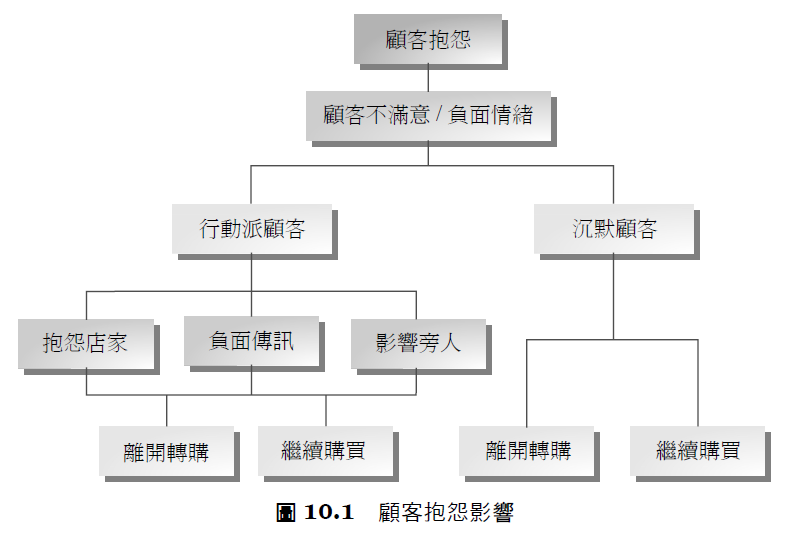 顧客抱怨
顧客不滿意 / 負面情緒
行動派顧客
沉默顧客
抱怨店家
負面傳訊
影響旁人
離開轉購
繼續購買
離開轉購
繼續購買
圖 10.1 顧客抱怨影響